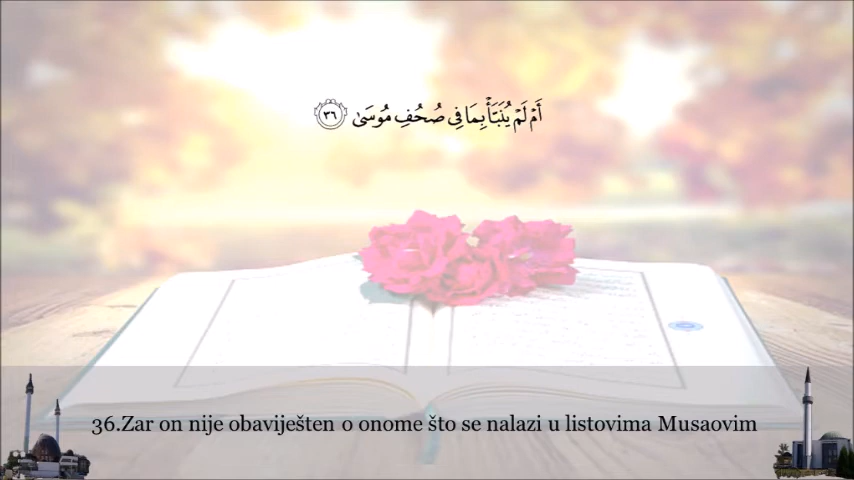 أَمْ لَمْ يُنَبَّأْ بِمَا فِى صُحُفِ مُوسَىٰ ٣٦
36.Zar on nije obaviješten o onome što se nalazi u listovima Musaovim